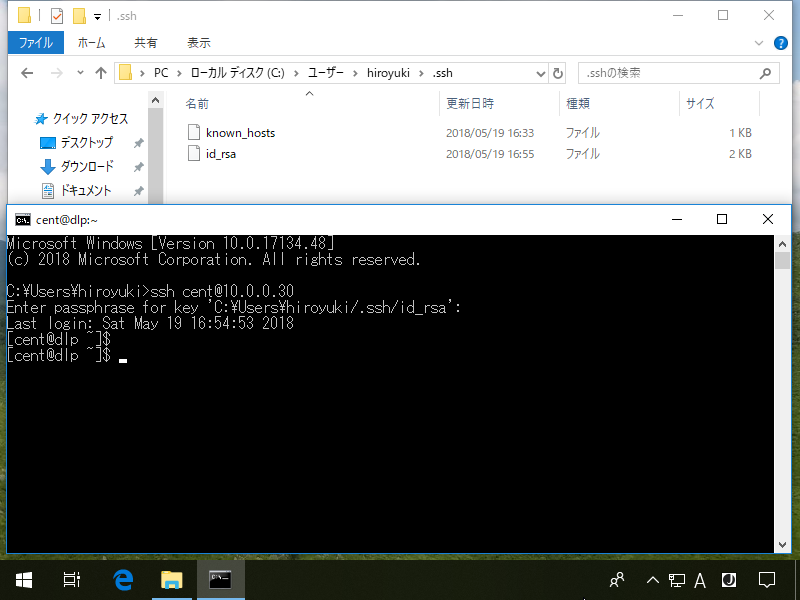 .ssh
ファイル ホーム 共有 表示
PC ローカル ディスク (C:) ユーザー hiroyuki .ssh .sshの検索
名前 更新日時 種類 サイズ
クイック アクセス
デスクトップ
ダウンロード
ドキュメント
known_hosts 2018/05/19 16:33 ファイル 1 KB
id_rsa 2018/05/19 16:55 ファイル 2 KB
cent@dlp:~
Microsoft Windows [Version 10.0.17134.48]
(c) 2018 Microsoft Corporation. All rights reserved.
C:¥Users¥hiroyuki>ssh cent@10.0.0.30
Enter passphrase for key 'C:¥Users¥hiroyuki/.ssh/id_rsa':
Last login: Sat May 19 16:54:53 2018
[cent@dlp ~]$
[cent@dlp ~]$
A